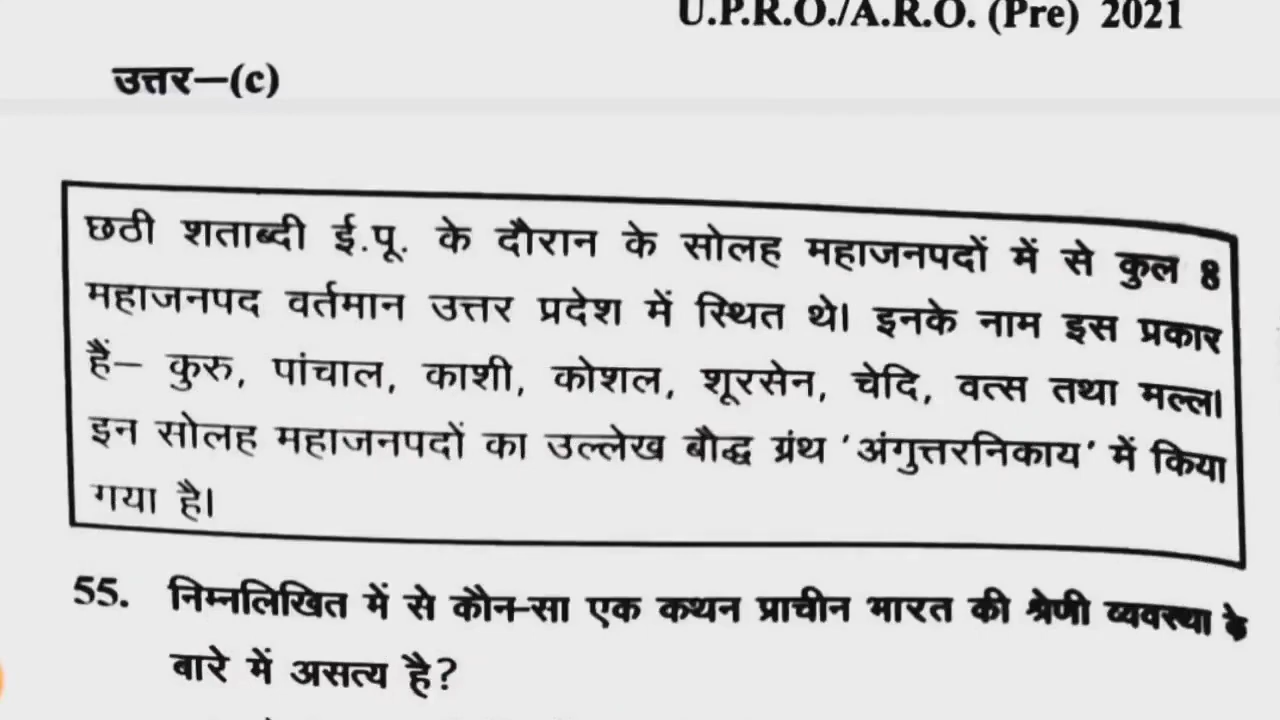 U.P.R.O./A.R.O. (Pre) 2021
उत्तर–(c)
छठी शताब्दी ई.पू. के दौरान के सोलह महाजनपदों में से कुल 8
महाजनपद वर्तमान उत्तर प्रदेश में स्थित थे। इनके नाम इस प्रकार
हैं– कुरु, पांचाल, काशी, कोशल, शूरसेन, चेदि, वत्स तथा मल्ल।
इन सोलह महाजनपदों का उल्लेख बौद्ध ग्रंथ 'अंगुत्तरनिकाय' में किया
गया है।
55. निम्नलिखित में से कौन-सा एक कथन प्राचीन भारत की श्रेणी व्यवस्था के
बारे में असत्य है?